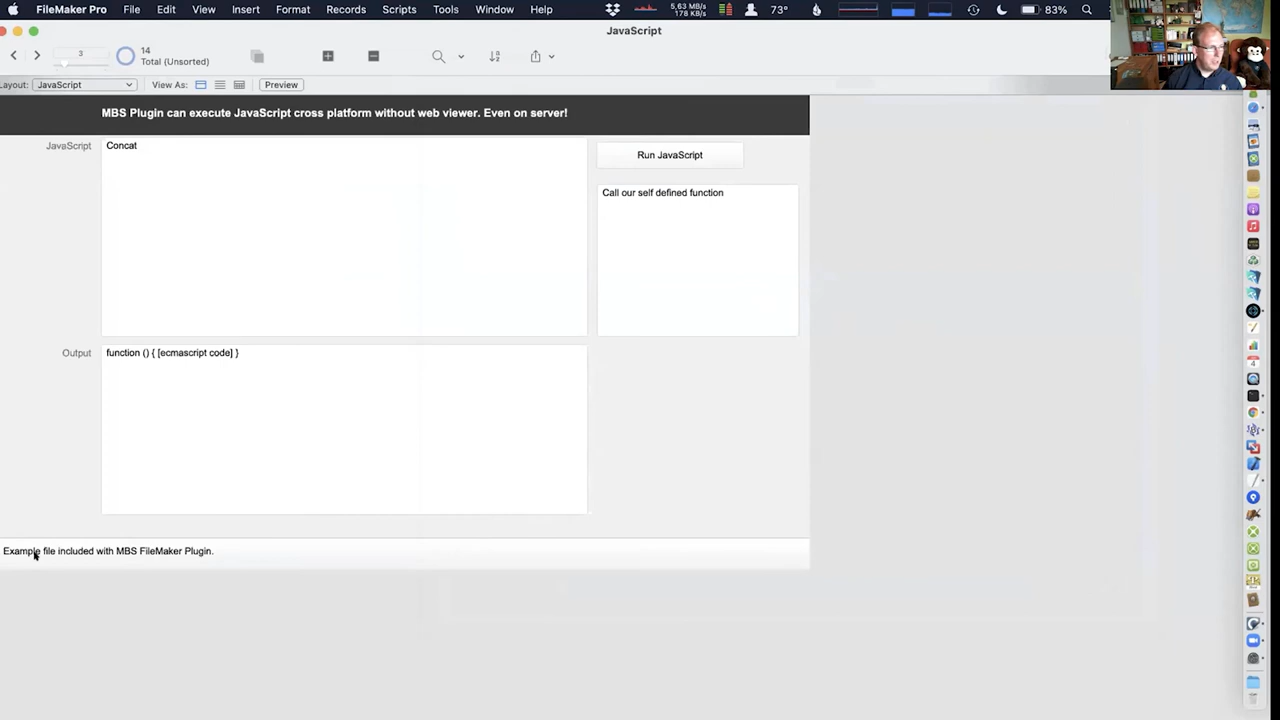 FileMaker Pro File Edit View Insert Format Records Scripts Tools Window Help 5,63 MB/s 178 KB/s 73° 83%
JavaScript
3 14 Total (Unsorted)
Layout: JavaScript View As: Preview
MBS Plugin can execute JavaScript cross platform without web viewer. Even on server!
JavaScript Concat Run JavaScript
Call our self defined function
Output function () { [ecmascript code] }
Example file included with MBS FileMaker Plugin.
4